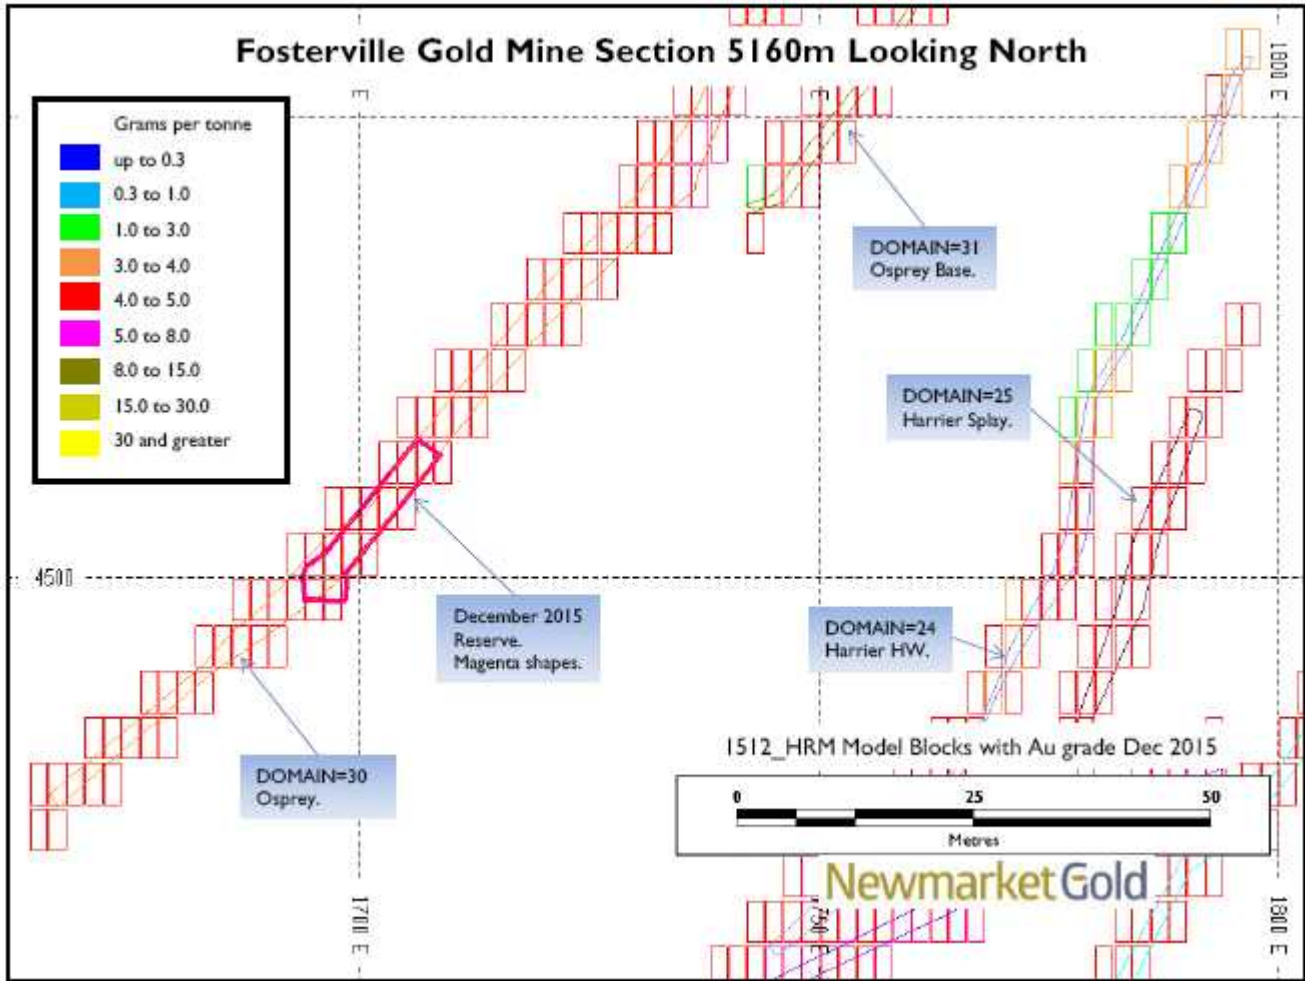 Fosterville Gold Mine Section 5160m Looking North
E
E
1800 E
Grams per tonne
up to 0.3
0.3 to 1.0
1.0 to 3.0
3.0 to 4.0
4.0 to 5.0
5.0 to 8.0
8.0 to 15.0
15.0 to 30.0
30 and greater
DOMAIN=31
Osprey Base.
DOMAIN=25
Harrier Splay.
4500
December 2015
Reserve.
Magenta shapes.
DOMAIN=24
Harrier HW.
DOMAIN=30
Osprey.
1512_HRM Model Blocks with Au grade Dec 2015
0 25 50
Metres
Newmarket Gold
1700 E
1750 E
1800 E